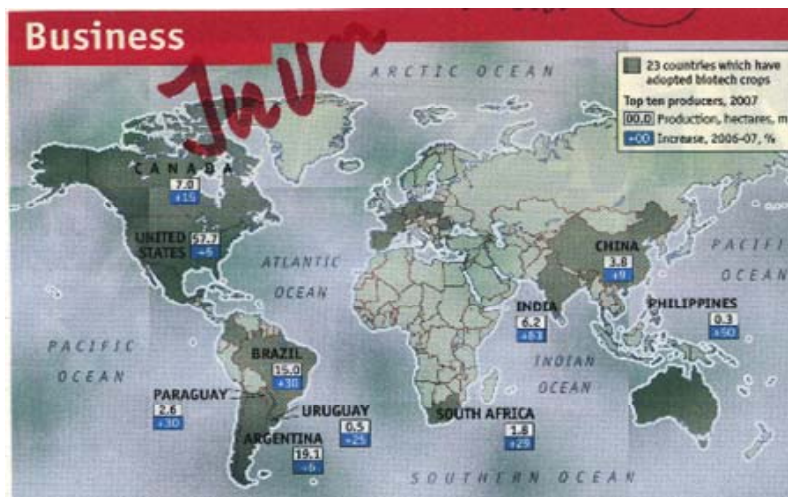 Business
ARCTIC OCEAN
23 countries which have
adopted biotech crops
Top ten producers, 2007
00.0 Production, hectares, m
+00 Increase, 2006-07, %
CANADA
7.0
+15
UNITED
STATES
57.7
+6
ATLANTIC
OCEAN
CHINA
3.8
+9
PACIFI
OCEAN
INDIA
6.2
+63
PHILIPPINES
0.3
+50
PACIFIC
OCEAN
BRAZIL
15.0
+30
INDIAN
OCEAN
PARAGUAY
2.6
+30
URUGUAY
0.5
+25
ARGENTINA
19.1
+6
SOUTH AFRICA
1.8
+29
SOUTHERN OCEAN